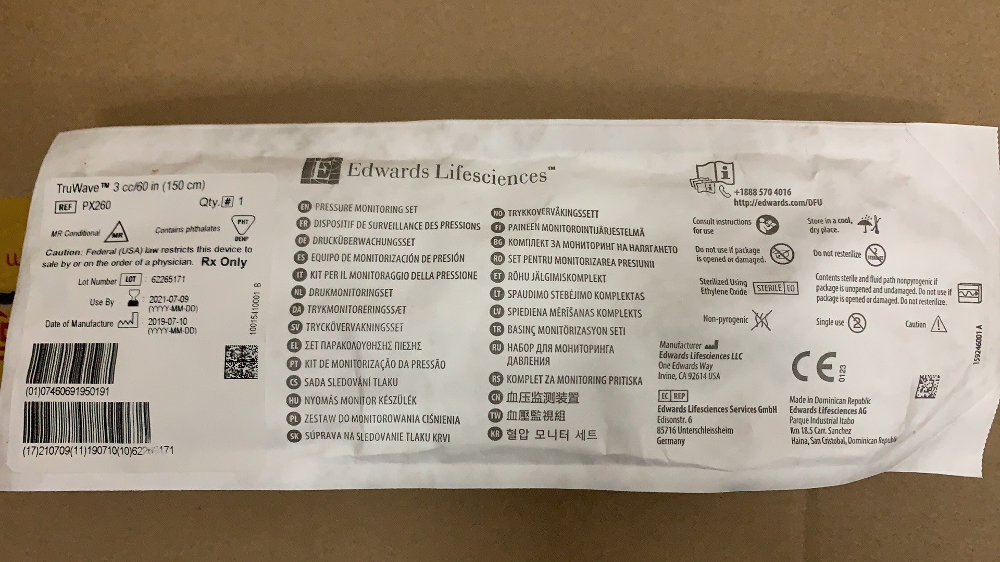 TruWave™ 3 cc/60 in (150 cm)
REF PX260
Qty. # 1
MR Conditional MR
Contains phthalates PHT
DEHP
Caution: Federal (USA) law restricts this device to
sale by or on the order of a physician. Rx Only
Lot Number LOT : 62265171
Use By : 2021-07-09
(YYYY-MM-DD)
Date of Manufacture : 2019-07-10
(YYYY-MM-DD)
10015410001 B
(01)07460691950191
(17)210709(11)190710(10)62265171
E Edwards Lifesciences™
EN PRESSURE MONITORING SET
FR DISPOSITIF DE SURVEILLANCE DES PRESSIONS
DE DRUCKÜBERWACHUNGSSET
ES EQUIPO DE MONITORIZACIÓN DE PRESIÓN
IT KIT PER IL MONITORAGGIO DELLA PRESSIONE
NL DRUKMONITORINGSET
DA TRYKMONITORERINGSSÆT
SV TRYCKÖVERVAKNINGSSET
EL ΣΕΤ ΠΑΡΑΚΟΛΟΥΘΗΣΗΣ ΠΙΕΣΗΣ
PT KIT DE MONITORIZAÇÃO DA PRESSÃO
CS SADA SLEDOVÁNÍ TLAKU
HU NYOMÁS MONITOR KÉSZÜLÉK
PL ZESTAW DO MONITOROWANIA CIŚNIENIA
SK SÚPRAVA NA SLEDOVANIE TLAKU KRVI
NO TRYKKOVERVÅKINGSSETT
FI PAINEEN MONITOROINTIJÄRJESTELMÄ
BG КОМПЛЕКТ ЗА МОНИТОРИНГ НА НАЛЯГАНЕТО
RO SET PENTRU MONITORIZAREA PRESIUNII
ET RÕHU JÄLGIMISKOMPLEKT
LT SPAUDIMO STEBĖJIMO KOMPLEKTAS
LV SPIEDIENA MĒRĪŠANAS KOMPLEKTS
TR BASINÇ MONİTÖRİZASYON SETİ
RU НАБОР ДЛЯ МОНИТОРИНГА
ДАВЛЕНИЯ
RS KOMPLET ZA MONITORING PRITISKA
CN 血压监测装置
TW 血壓監視組
KR 혈압 모니터 세트
+1888 570 4016
http://edwards.com/DFU
Consult instructions
for use
Store in a cool,
dry place.
Do not use if package
is opened or damaged.
Do not resterilize 2 STERILIZE
Sterilized Using
Ethylene Oxide STERILE EO
Contents sterile and fluid path nonpyrogenic if
package is unopened and undamaged. Do not use if
package is opened or damaged. Do not resterilize.
Non-pyrogenic
Single use 2
Caution
Manufacturer
Edwards Lifesciences LLC
One Edwards Way
Irvine, CA 92614 USA
CE 0123
159246001 A
EC REP
Edwards Lifesciences Services GmbH
Edisonstr. 6
85716 Unterschleissheim
Germany
Made in Dominican Republic
Edwards Lifesciences AG
Parque Industrial Itabo
Km 18.5 Carr. Sanchez
Haina, San Cristobal, Dominican Republic